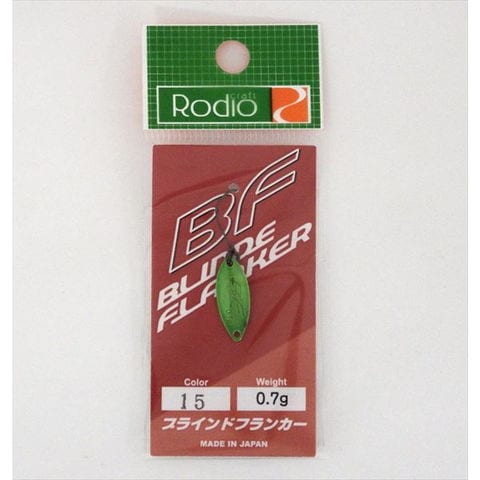 craft
Rodio
BF
BLINDE
FLANKER
Color
Weight
15
0.7g
ブラインドフランカー
MADE IN JAPAN